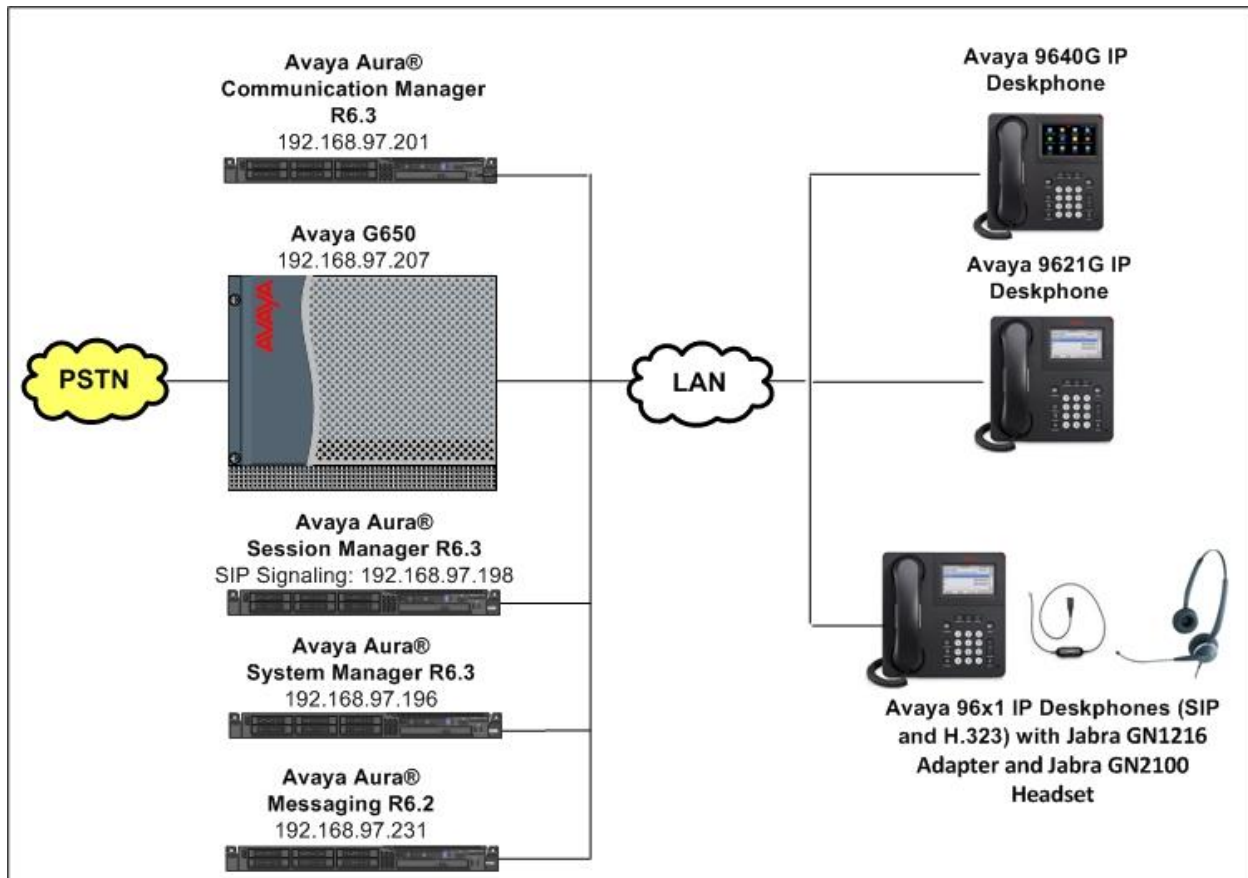 Avaya Aura®
Communication Manager
R6.3
192.168.97.201
Avaya G650
192.168.97.207
AVAYA
PSTN
LAN
Avaya Aura®
Session Manager R6.3
SIP Signaling: 192.168.97.198
Avaya Aura®
System Manager R6.3
192.168.97.196
Avaya Aura®
Messaging R6.2
192.168.97.231
Avaya 9640G IP
Deskphone
Avaya 9621G IP
Deskphone
Avaya 96x1 IP Deskphones (SIP
and H.323) with Jabra GN1216
Adapter and Jabra GN2100
Headset